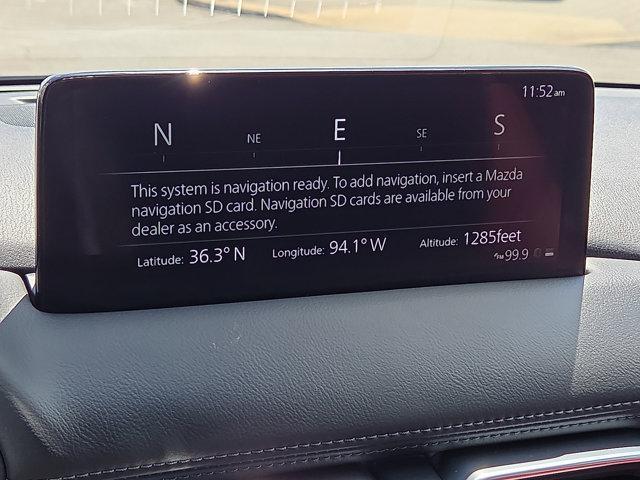 11:52am
N NE E SE S
This system is navigation ready. To add navigation, insert a Mazda
navigation SD card. Navigation SD cards are available from your
dealer as an accessory.
Latitude: 36.3° N Longitude: 94.1° W Altitude: 1285feet
FM 99.9